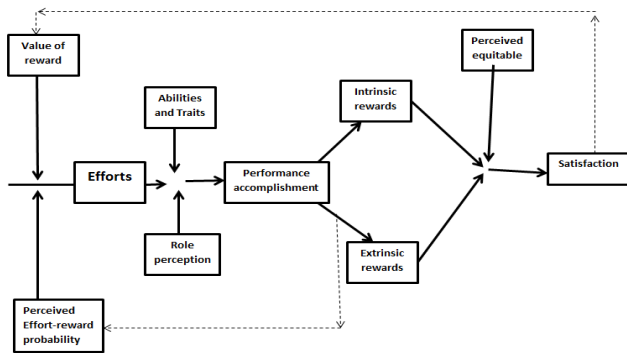 Value of
reward
Perceived
equitable
Abilities
and Traits
Intrinsic
rewards
Efforts
Performance
accomplishment
Satisfaction
Role
perception
Extrinsic
rewards
Perceived
Effort-reward
probability